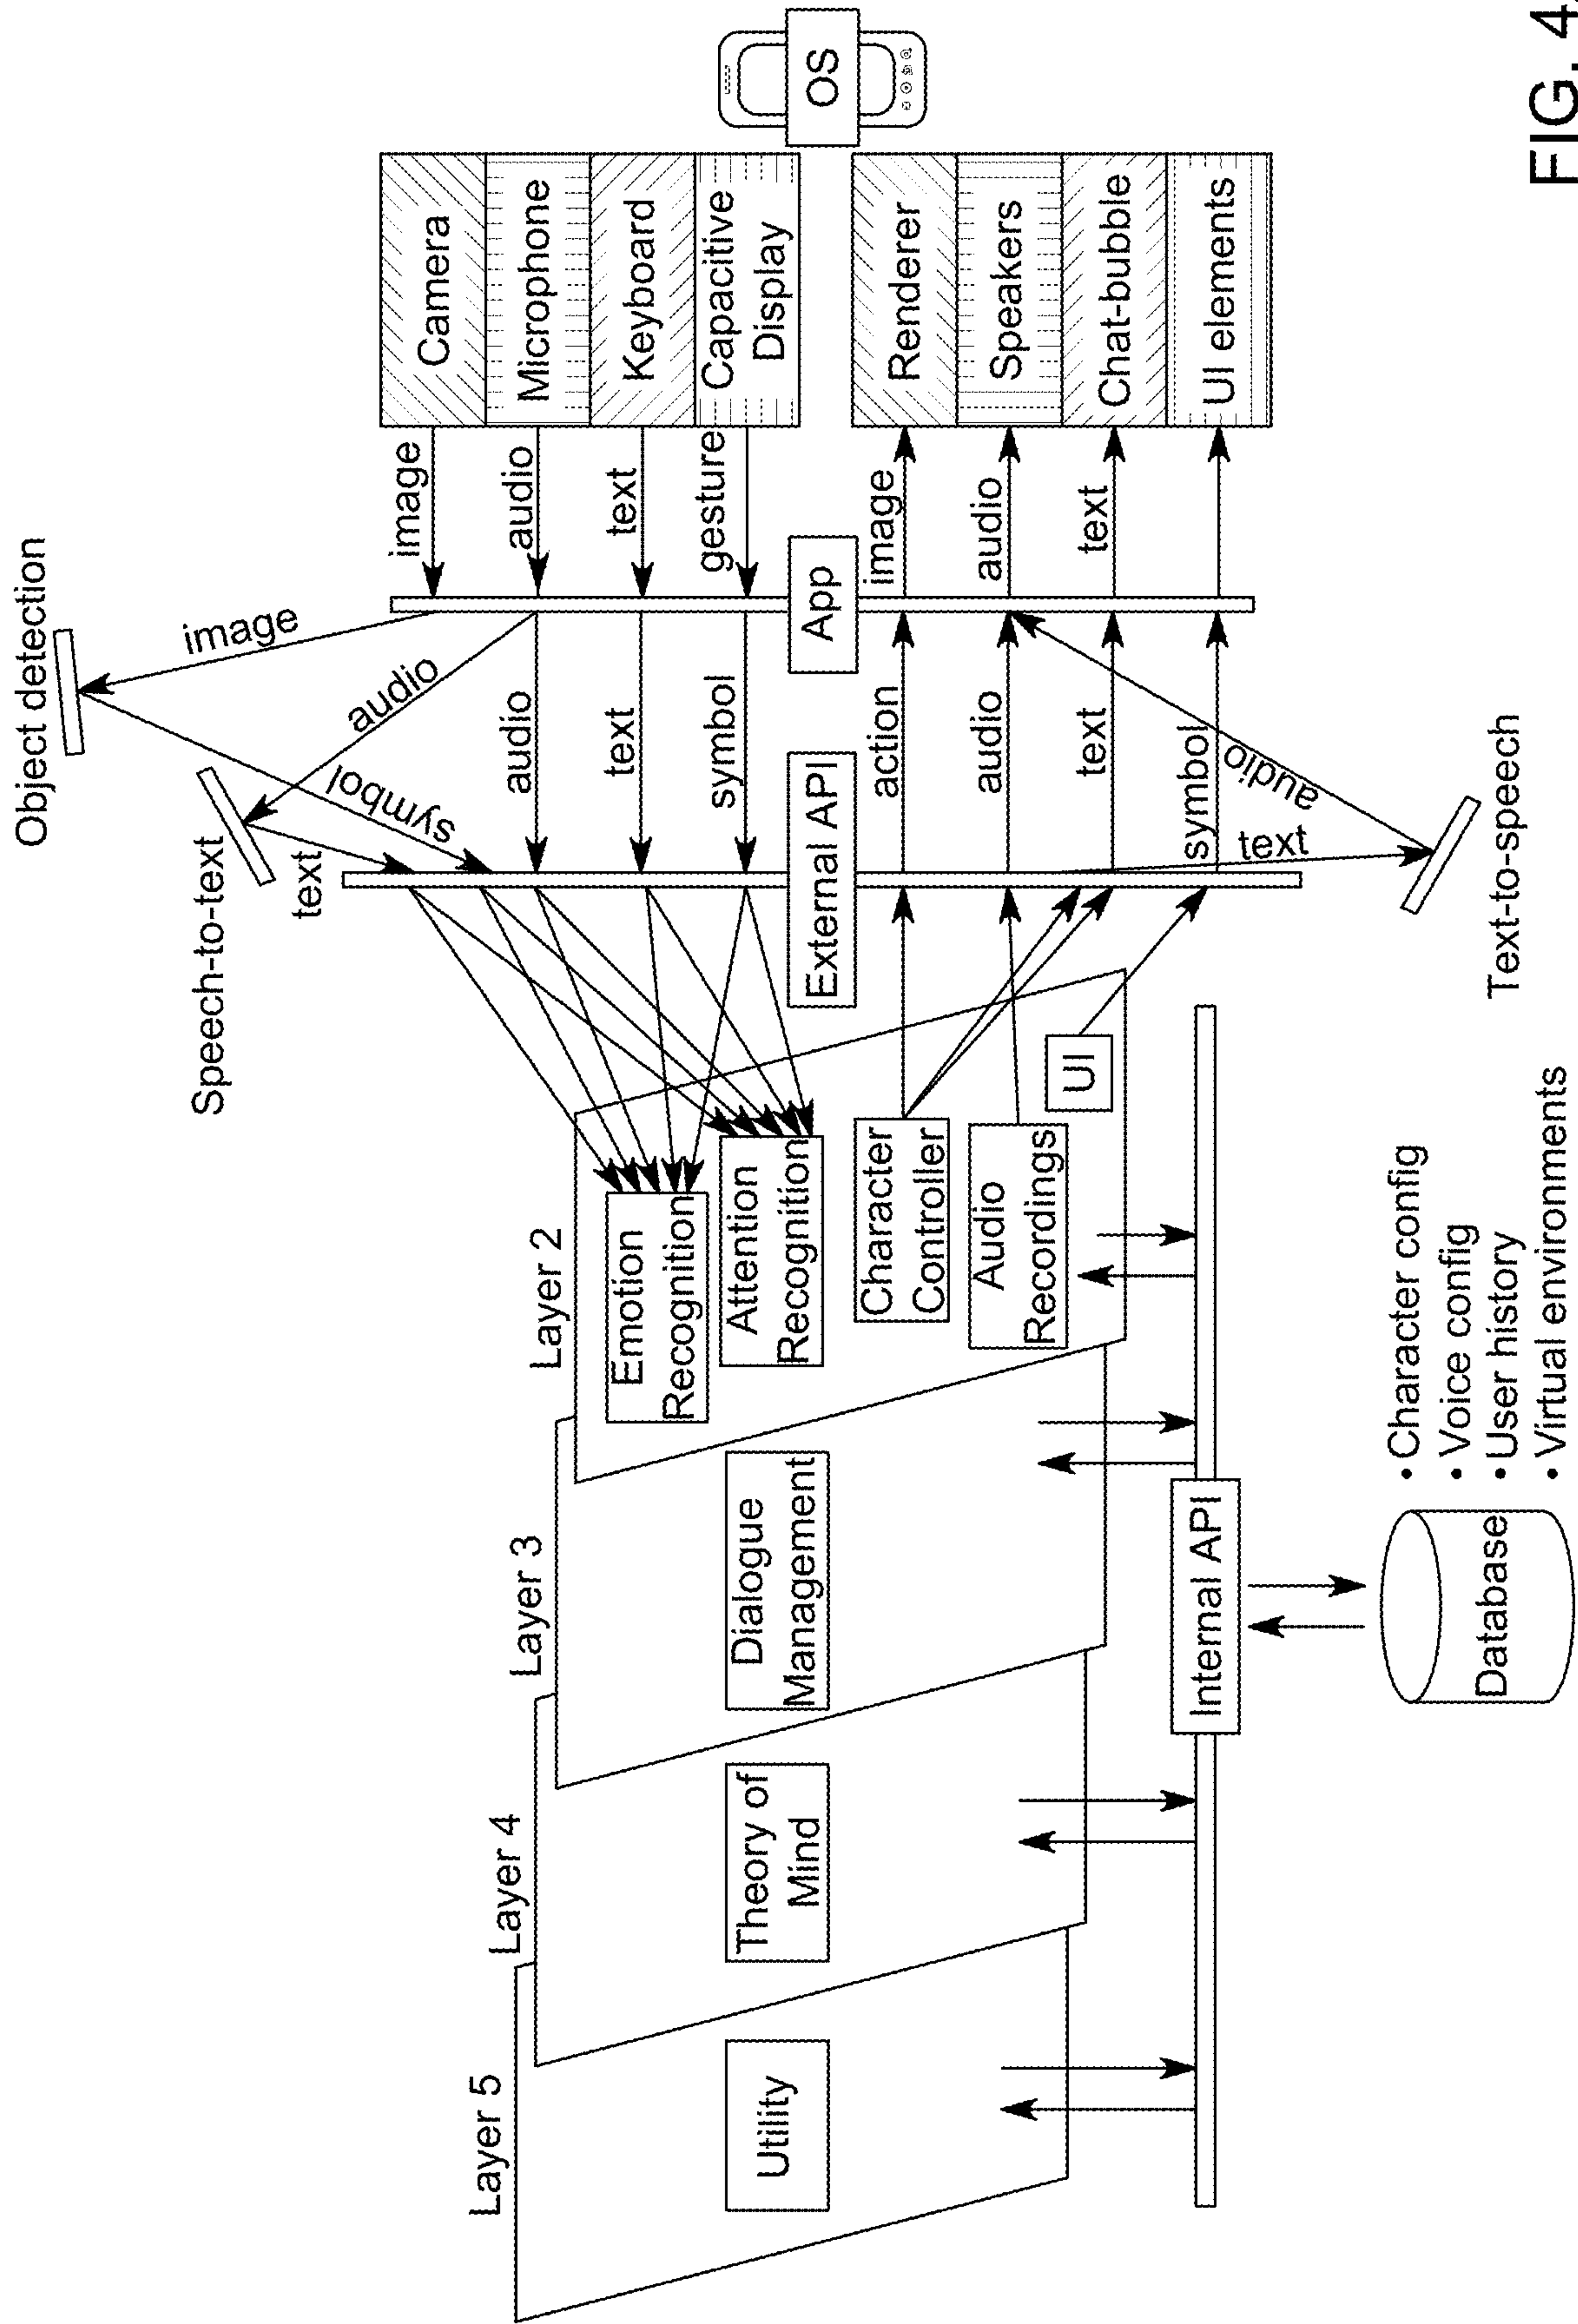 Object detection
Speech-to-text
image
text
audio
symbol
image
Camera
Layer 5
Layer 4
Layer 3
Layer 2
audio
audio
Microphone
Emotion
Recognition
text
text
Keyboard
Utility
Theory of
Mind
Dialogue
Management
Attention
Recognition
symbol
gesture
Capacitive
Display
External API
App
OS
Character
Controller
action
image
Renderer
Audio
Recordings
audio
audio
Speakers
UI
text
text
Chat-bubble
symbol
UI elements
Internal API
text
audio
Text-to-speech
Database
• Character config
• Voice config
• User history
• Virtual environments
FIG. 4